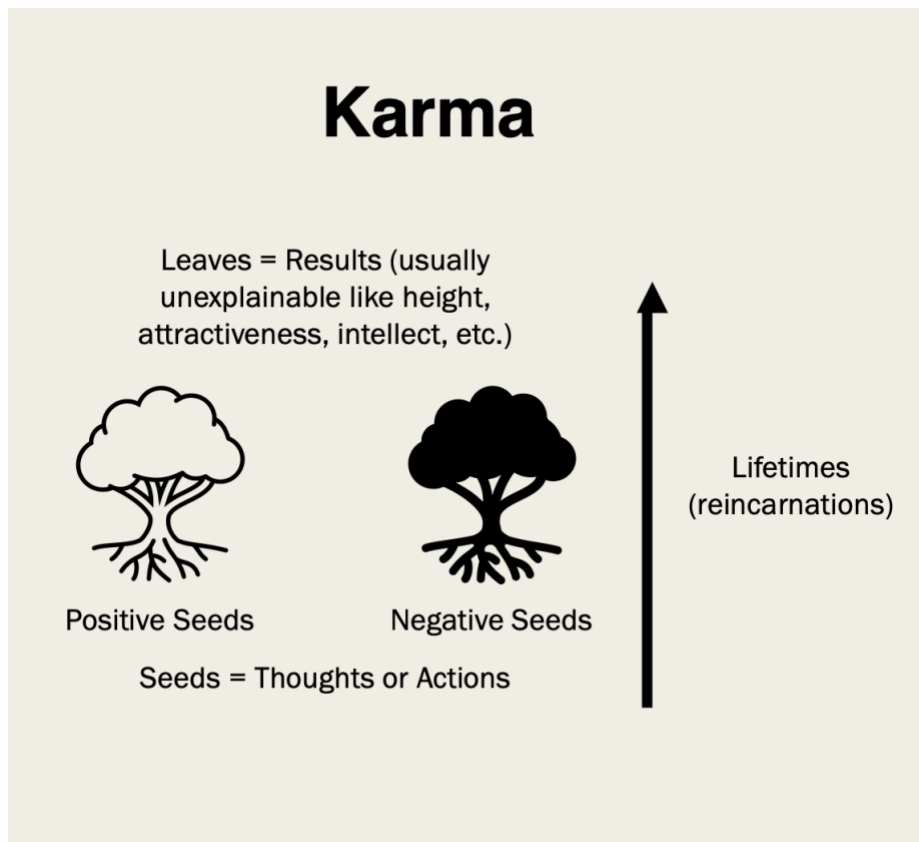 Karma
Leaves = Results (usually
unexplainable like height,
attractiveness, intellect, etc.)
Lifetimes
(reincarnations)
Positive Seeds
Negative Seeds
Seeds = Thoughts or Actions